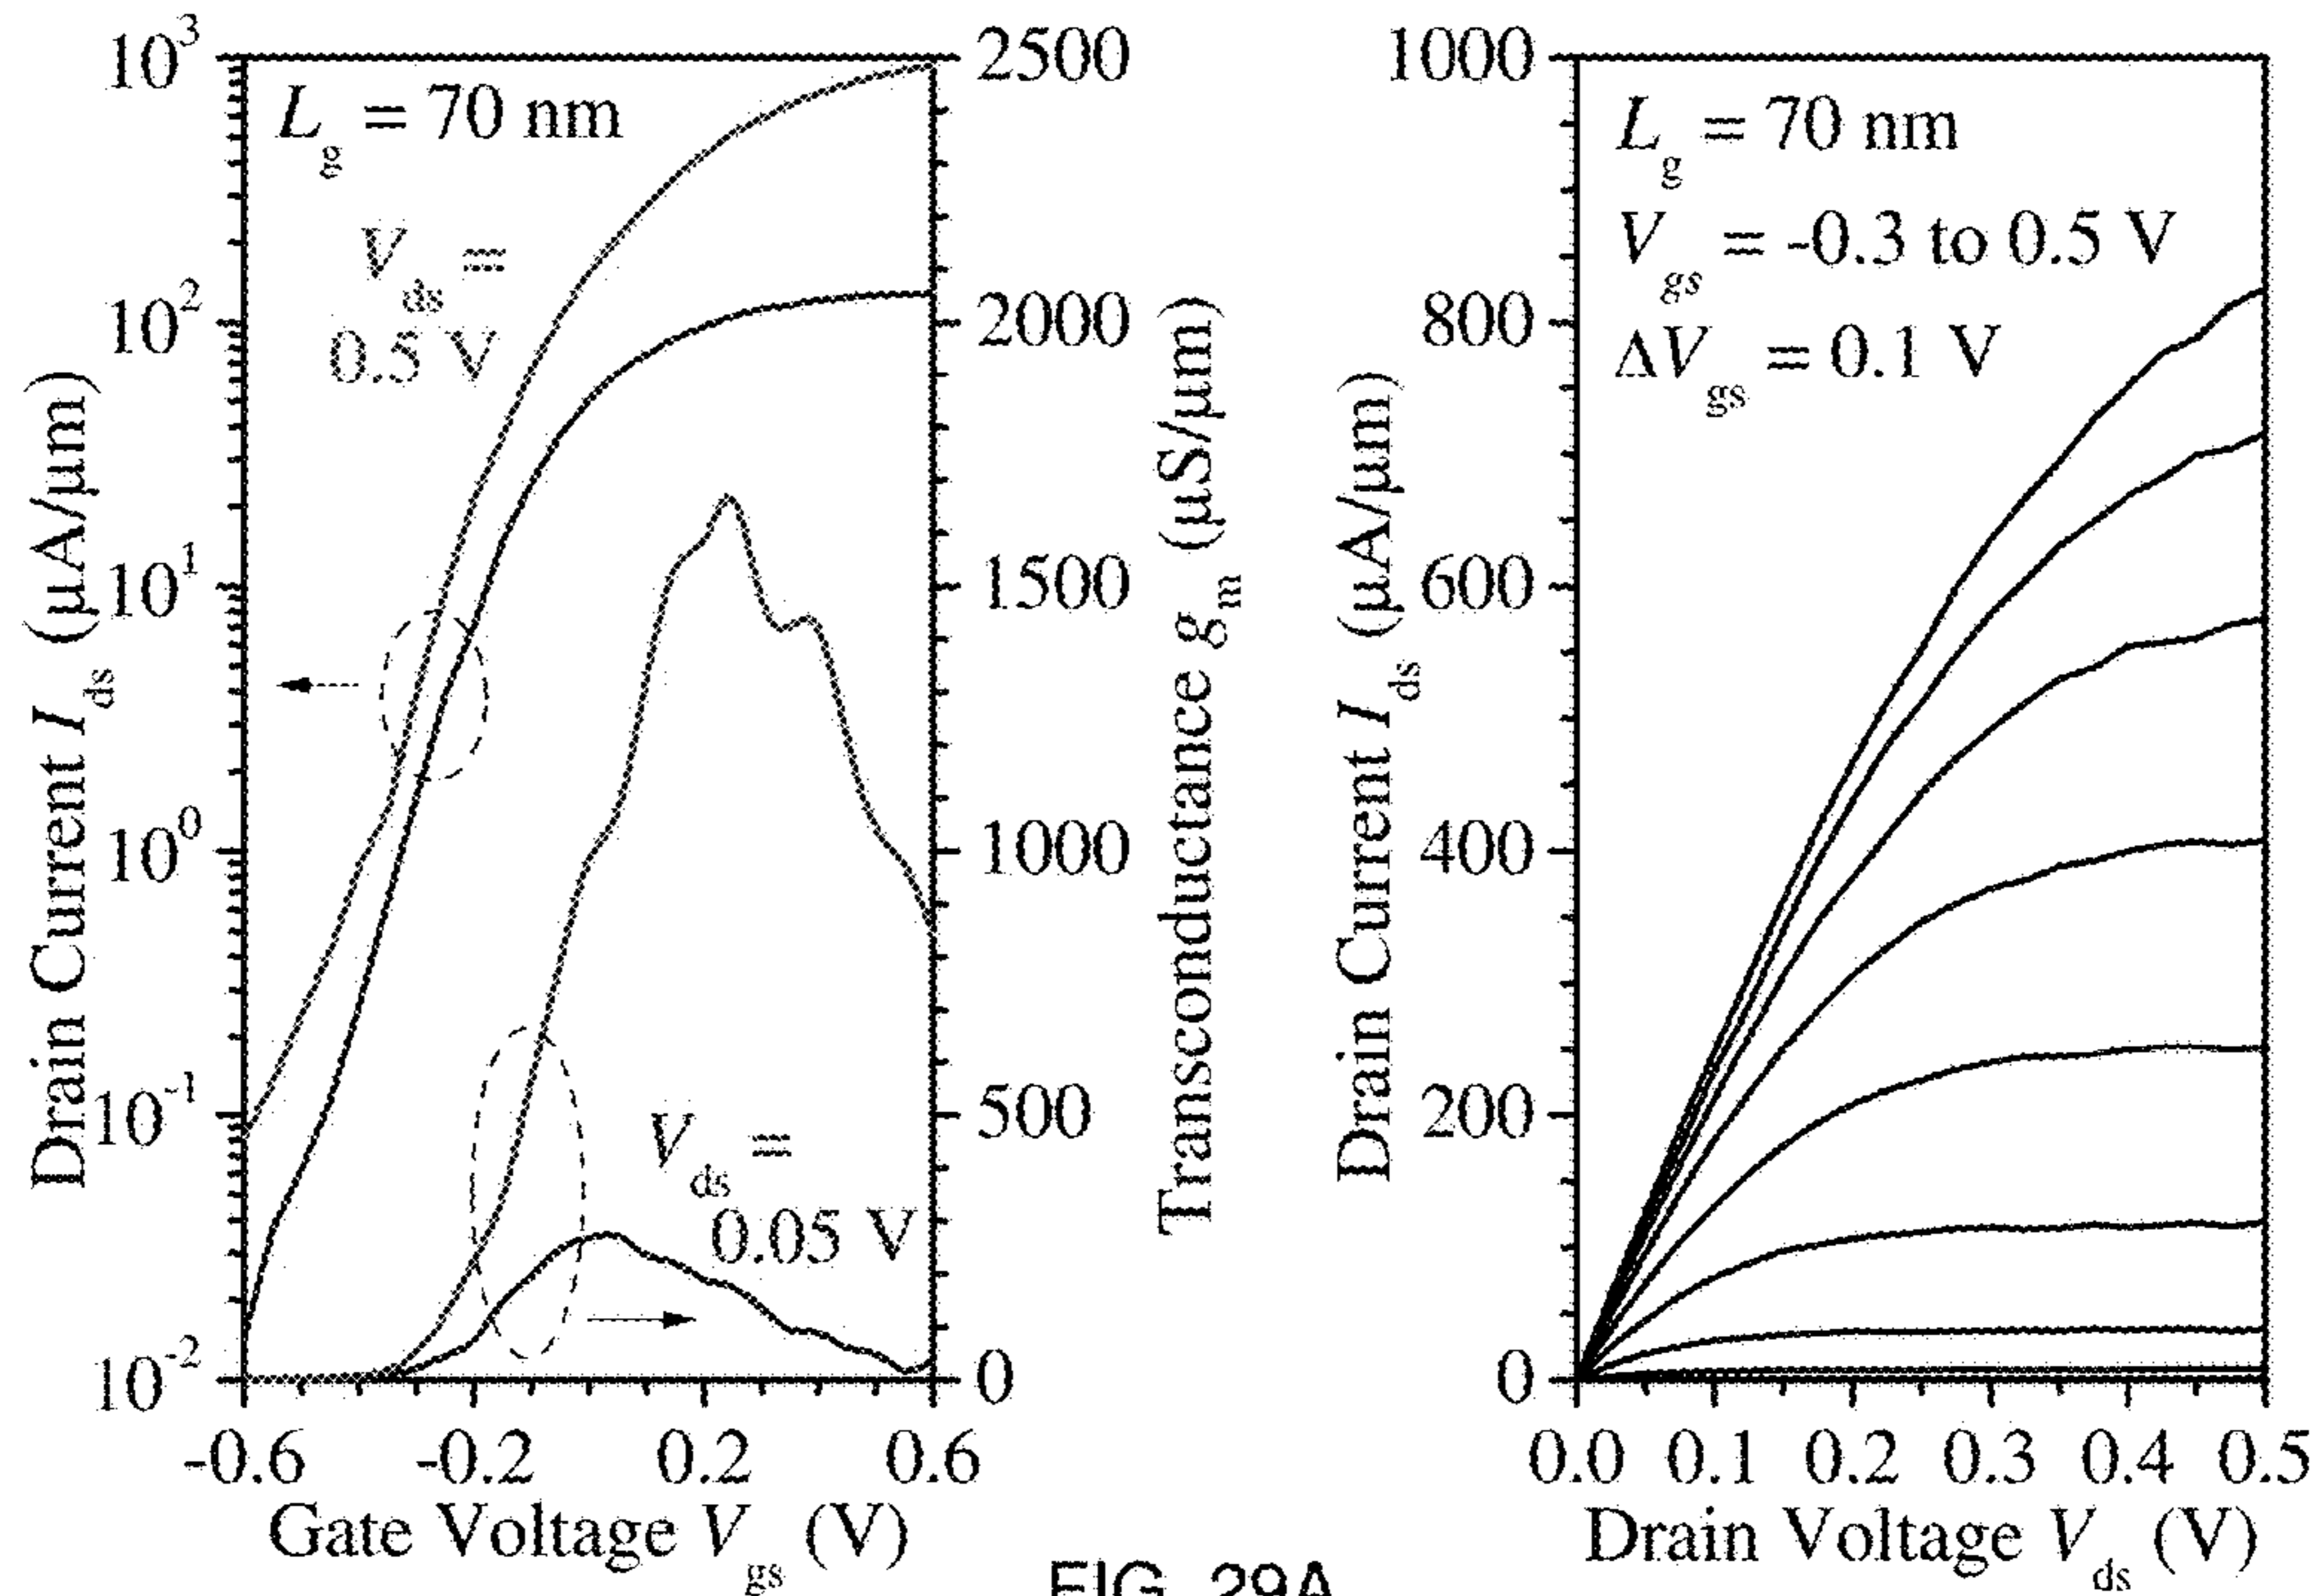 10³
10²
10¹
10⁰
10⁻¹
10⁻²
Drain Current I_ds (µA/µm)
L_g = 70 nm
V_ds =
0.5 V
V_ds =
0.05 V
2500
2000
1500
1000
500
0
Transconductance g_m (µS/µm)
-0.6 -0.2 0.2 0.6
Gate Voltage V_gs (V)
1000
800
600
400
200
0
Drain Current I_ds (µA/µm)
L_g = 70 nm
V_gs = -0.3 to 0.5 V
ΔV_gs = 0.1 V
0.0 0.1 0.2 0.3 0.4 0.5
Drain Voltage V_ds (V)
FIG. 29A